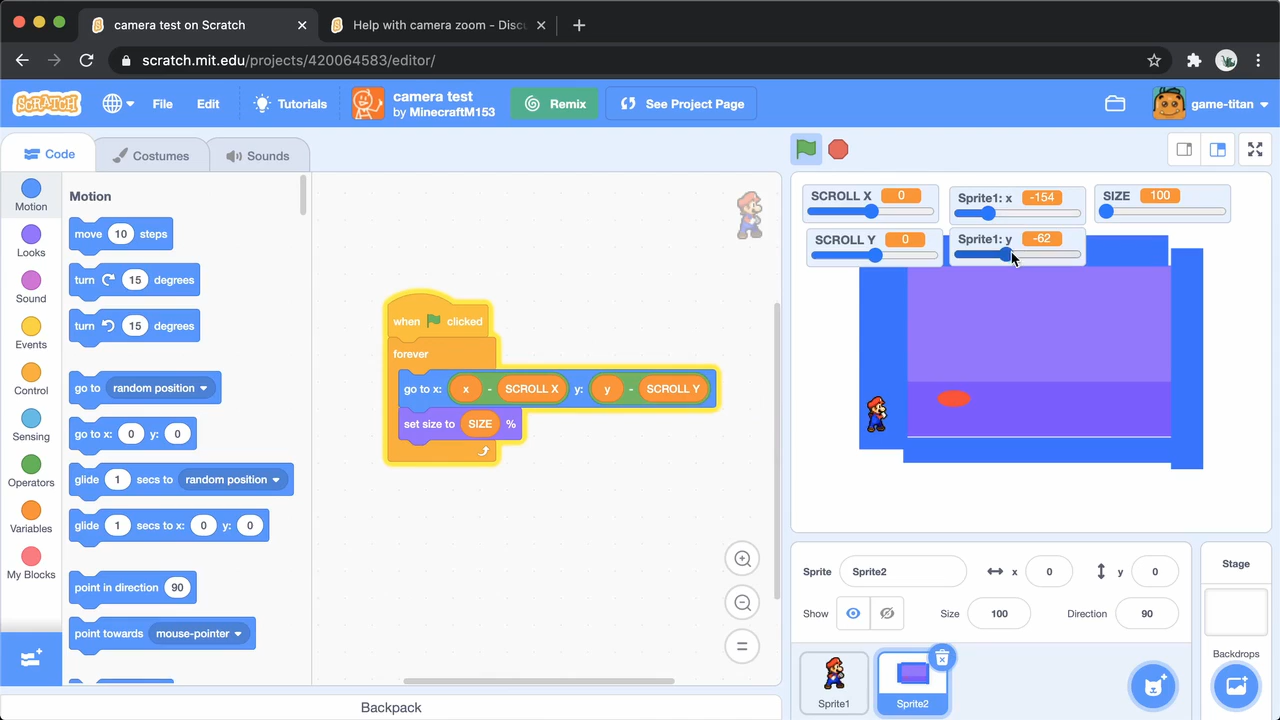 camera test on Scratch
Help with camera zoom - Discu
scratch.mit.edu/projects/420064583/editor/
SCRATCH
File
Edit
Tutorials
camera test
by MinecraftM153
Remix
See Project Page
game-titan
Code
Costumes
Sounds
Motion
Looks
Sound
Events
Control
Sensing
Operators
Variables
My Blocks
Motion
move 10 steps
turn 15 degrees
turn 15 degrees
go to random position
go to x: 0 y: 0
glide 1 secs to random position
glide 1 secs to x: 0 y: 0
point in direction 90
point towards mouse-pointer
when clicked
forever
go to x: x - SCROLL X y: y - SCROLL Y
set size to SIZE %
SCROLL X 0
Sprite1: x -154
SIZE 100
SCROLL Y 0
Sprite1: y -62
Sprite Sprite2 x 0 y 0
Show Size 100 Direction 90
Sprite1
Sprite2
Stage
Backdrops
Backpack